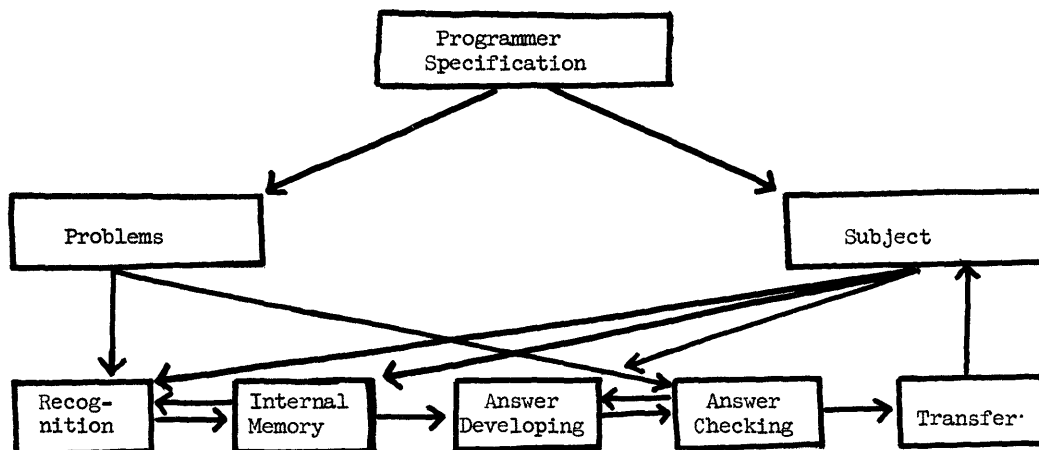 Programmer
Specification
Problems
Subject
Recog-
nition
Internal
Memory
Answer
Developing
Answer
Checking
Transfer